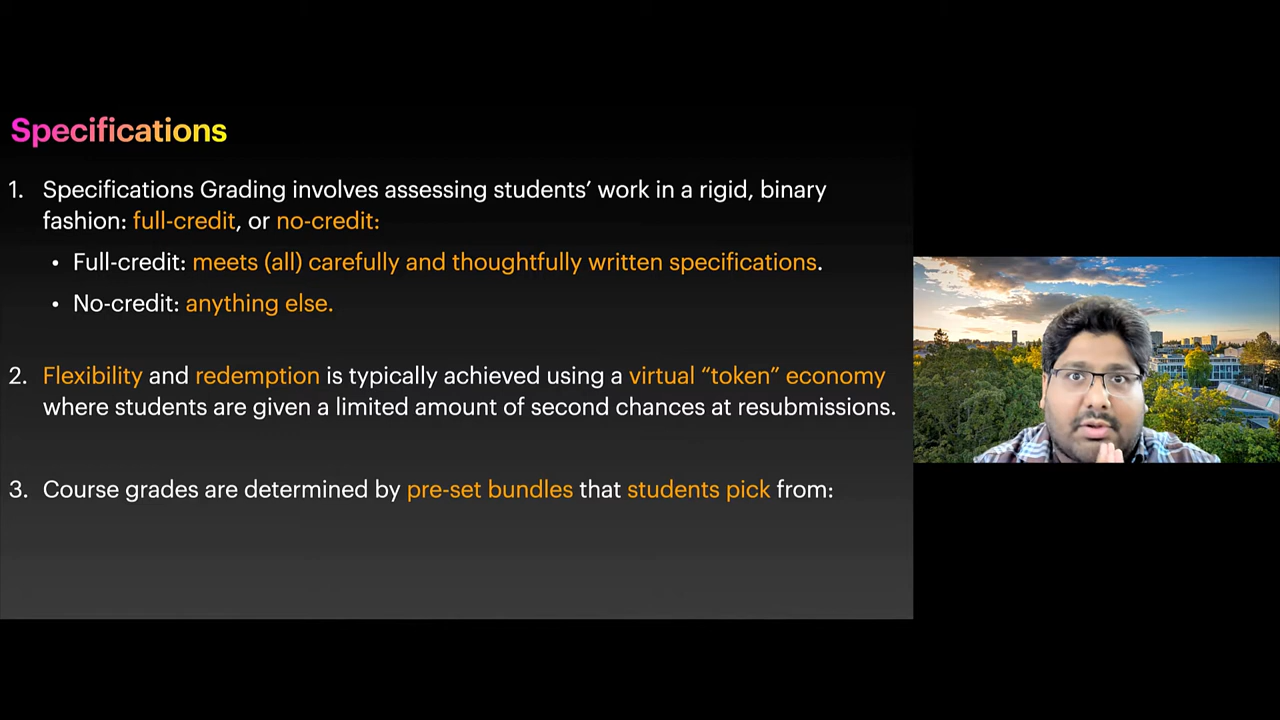 Specifications
1. Specifications Grading involves assessing students’ work in a rigid, binary
fashion: full-credit, or no-credit:
• Full-credit: meets (all) carefully and thoughtfully written specifications.
• No-credit: anything else.
2. Flexibility and redemption is typically achieved using a virtual “token” economy
where students are given a limited amount of second chances at resubmissions.
3. Course grades are determined by pre-set bundles that students pick from: